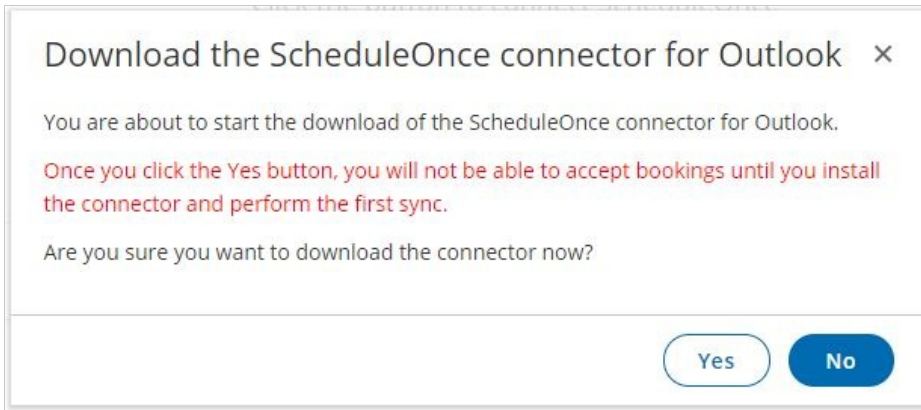 Download the ScheduleOnce connector for Outlook ×
You are about to start the download of the ScheduleOnce connector for Outlook.
Once you click the Yes button, you will not be able to accept bookings until you install
the connector and perform the first sync.
Are you sure you want to download the connector now?
Yes No